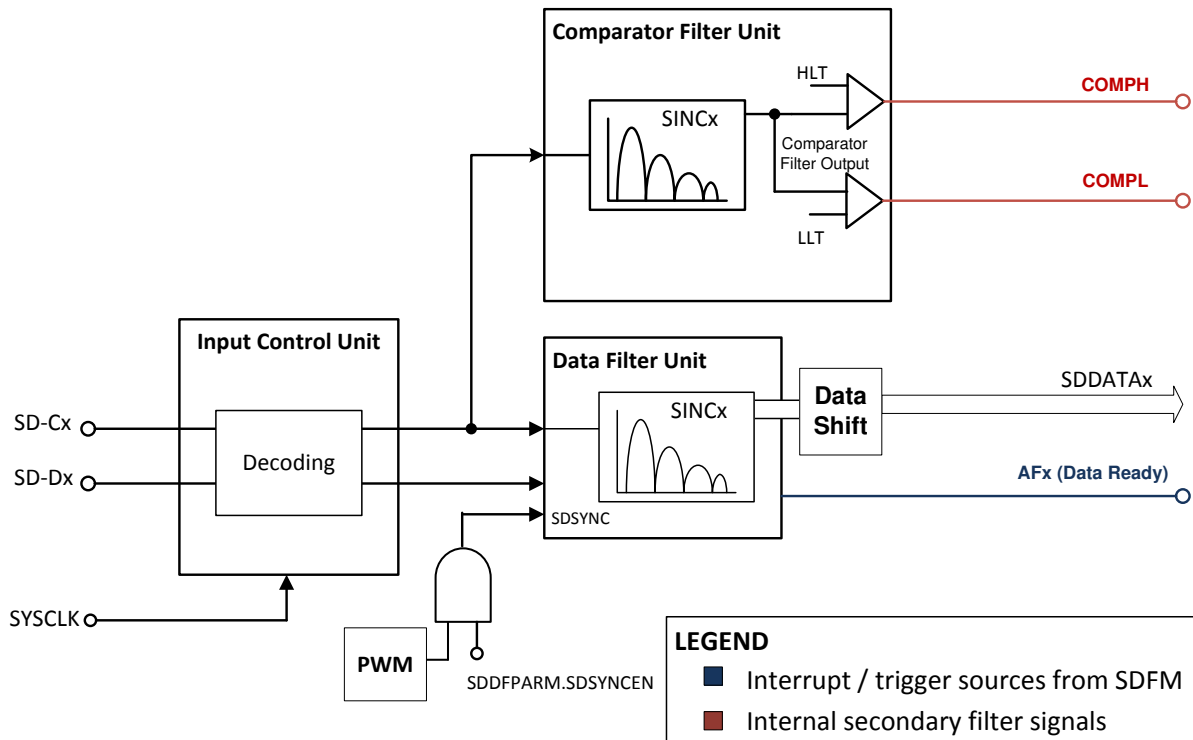 Comparator Filter Unit
HLT
COMPH
SINCx
Comparator
Filter Output
COMPL
LLT
Input Control Unit
Data Filter Unit
SDDATAx
SINCx
Data
Shift
SD-Cx
Decoding
SD-Dx
AFx (Data Ready)
SDSYNC
SYSCLK
PWM
SDDFPARM.SDSYNCEN
LEGEND
Interrupt / trigger sources from SDFM
Internal secondary filter signals